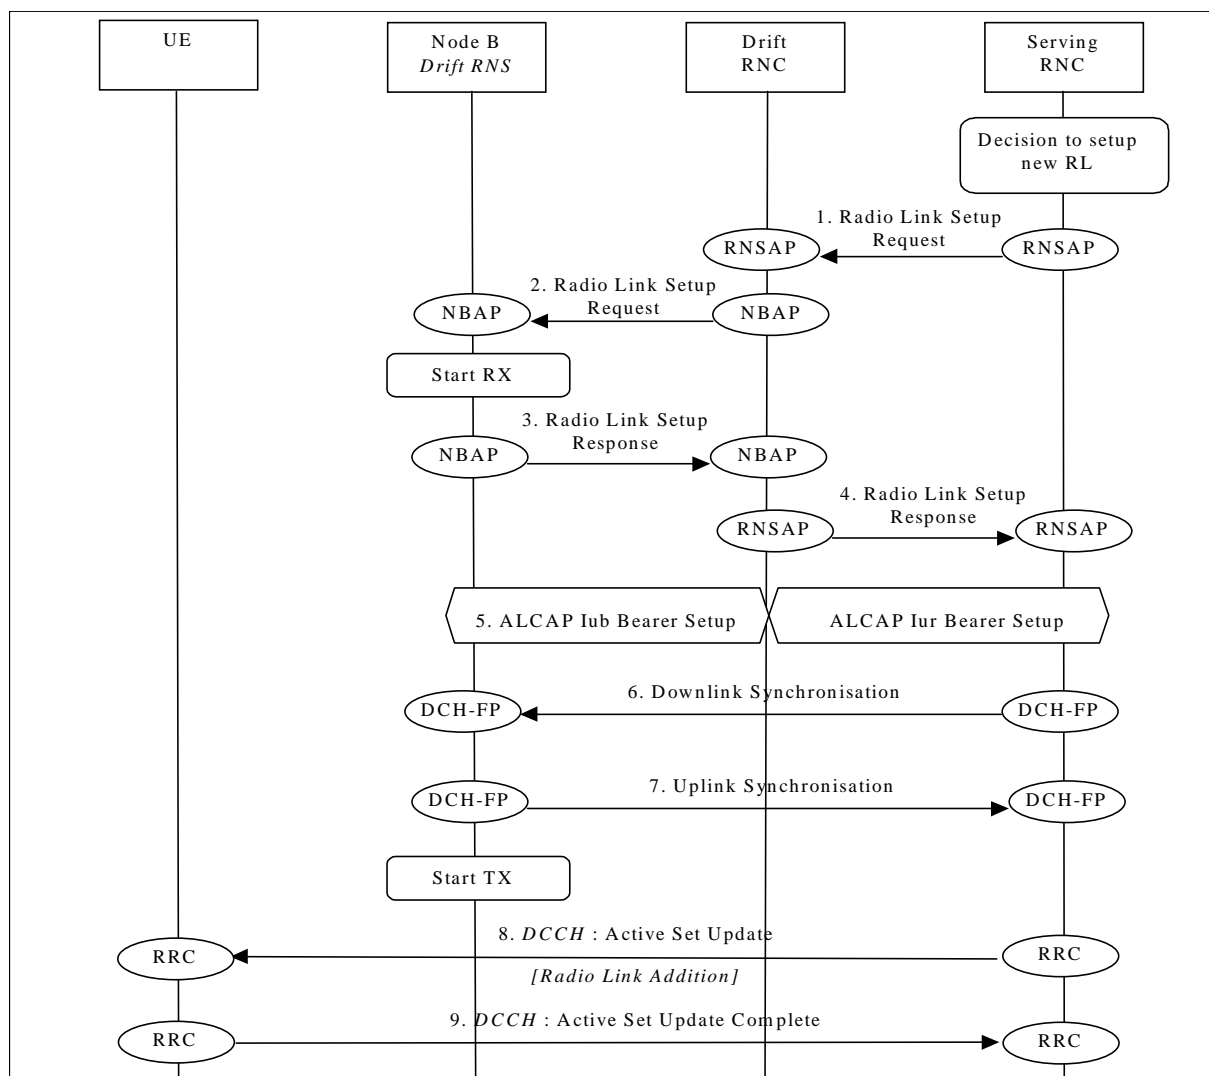 UE
Node B
Drift RNS
Drift
RNC
Serving
RNC
Decision to setup
new RL
1. Radio Link Setup
Request
RNSAP
RNSAP
2. Radio Link Setup
Request
NBAP
NBAP
Start RX
3. Radio Link Setup
Response
NBAP
NBAP
4. Radio Link Setup
Response
RNSAP
RNSAP
5. ALCAP Iub Bearer Setup
ALCAP Iur Bearer Setup
6. Downlink Synchronisation
DCH-FP
DCH-FP
7. Uplink Synchronisation
DCH-FP
DCH-FP
Start TX
8. DCCH : Active Set Update
RRC
RRC
[Radio Link Addition]
9. DCCH : Active Set Update Complete
RRC
RRC